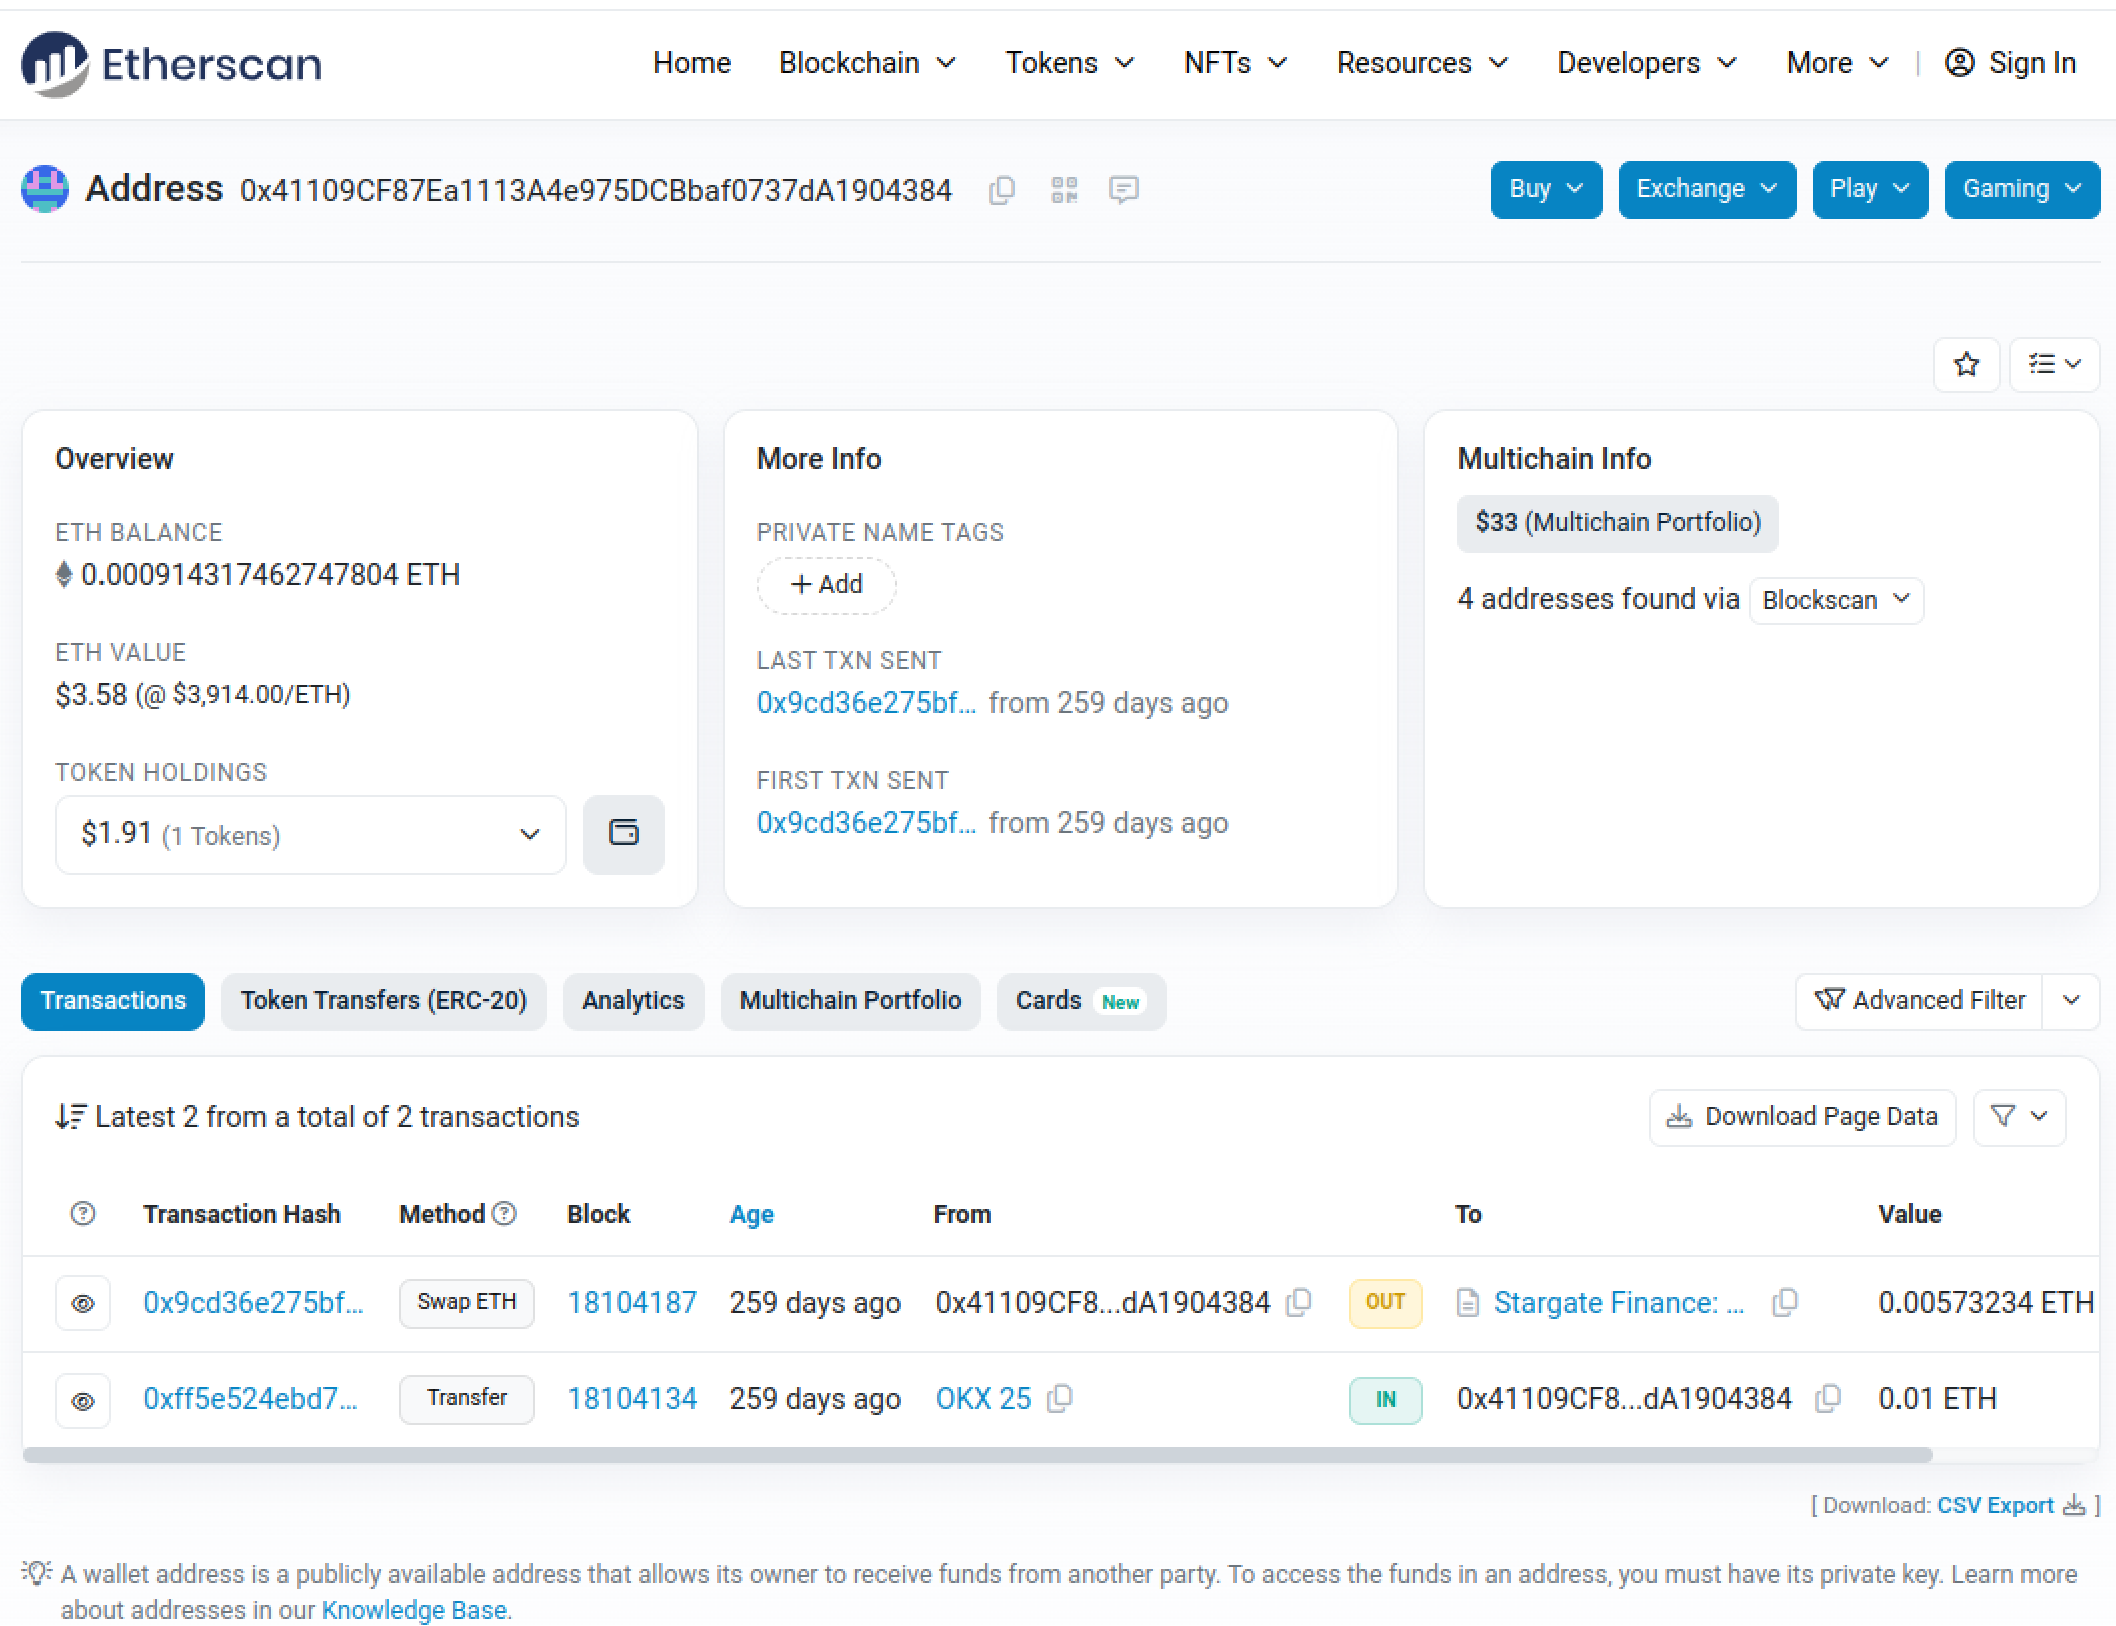 Etherscan
Home Blockchain Tokens NFTs Resources Developers More | Sign In
Address 0x41109CF87Ea1113A4e975DCBbaf0737dA1904384
Buy Exchange Play Gaming
Overview
ETH BALANCE
0.000914317462747804 ETH
ETH VALUE
$3.58 (@ $3,914.00/ETH)
TOKEN HOLDINGS
$1.91 (1 Tokens)
More Info
PRIVATE NAME TAGS
+ Add
LAST TXN SENT
0x9cd36e275bf... from 259 days ago
FIRST TXN SENT
0x9cd36e275bf... from 259 days ago
Multichain Info
$33 (Multichain Portfolio)
4 addresses found via Blockscan
Transactions Token Transfers (ERC-20) Analytics Multichain Portfolio Cards New
Advanced Filter
Latest 2 from a total of 2 transactions
Download Page Data
Transaction Hash Method Block Age From To Value
0x9cd36e275bf... Swap ETH 18104187 259 days ago 0x41109CF8...dA1904384 OUT Stargate Finance: ... 0.00573234 ETH
0xff5e524ebd7... Transfer 18104134 259 days ago OKX 25 IN 0x41109CF8...dA1904384 0.01 ETH
[ Download: CSV Export ]
A wallet address is a publicly available address that allows its owner to receive funds from another party. To access the funds in an address, you must have its private key. Learn more
about addresses in our Knowledge Base.